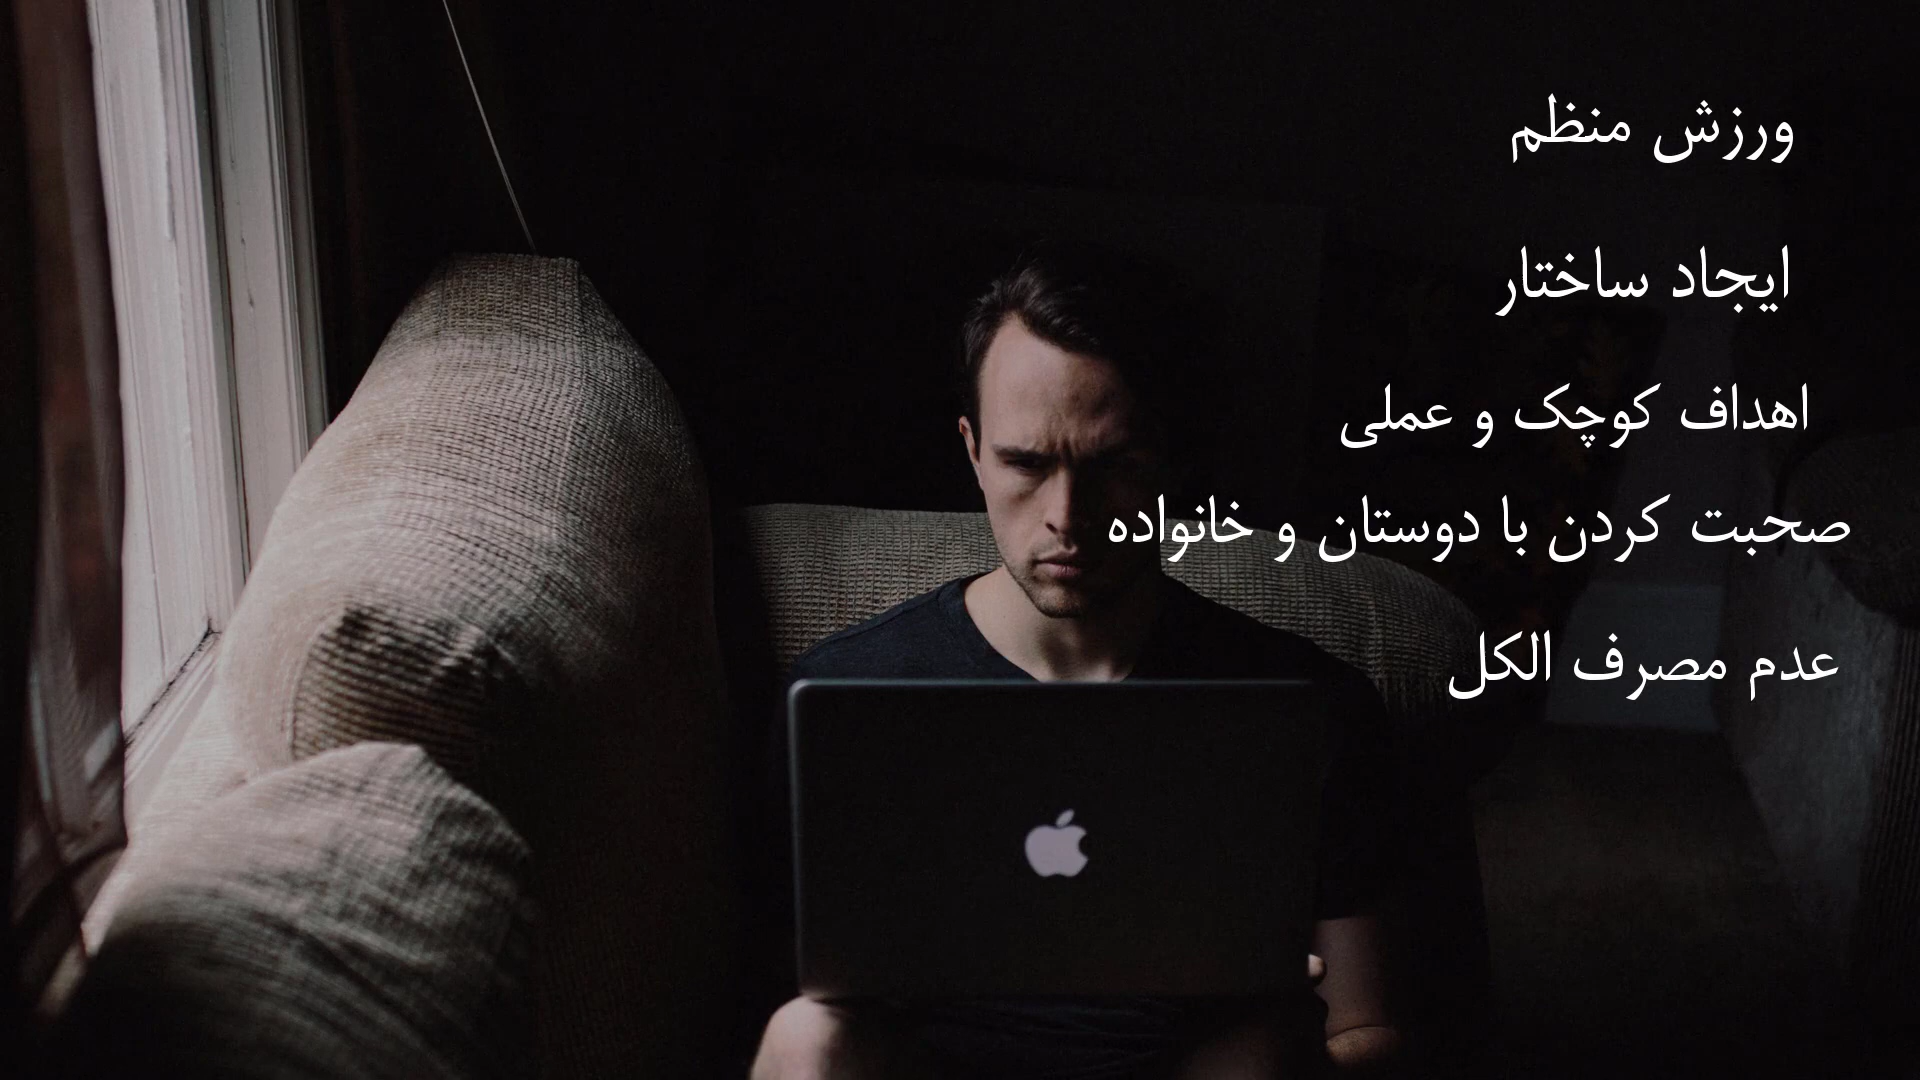 ورزش منظم
ایجاد ساختار
اهداف کوچک و عملی
صحبت کردن با دوستان و خانواده
عدم مصرف الکل